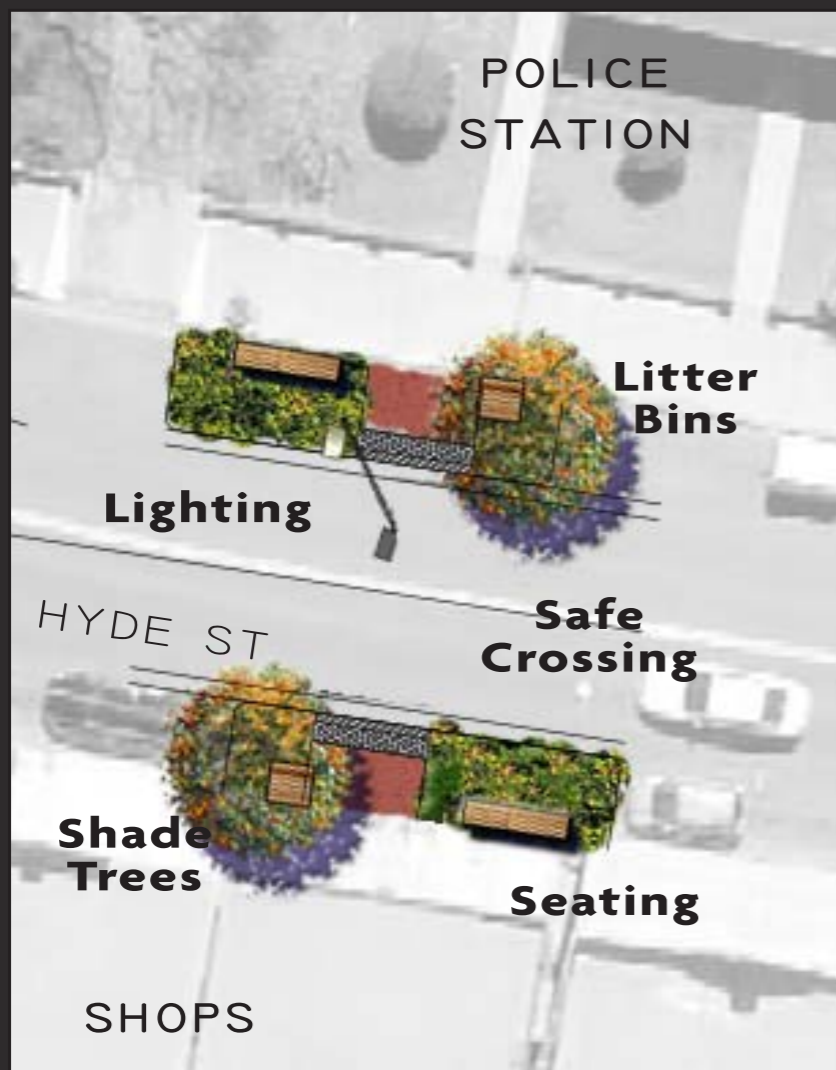 POLICE
STATION
Litter
Bins
Lighting
Safe
Crossing
HYDE ST
Shade
Trees
Seating
SHOPS